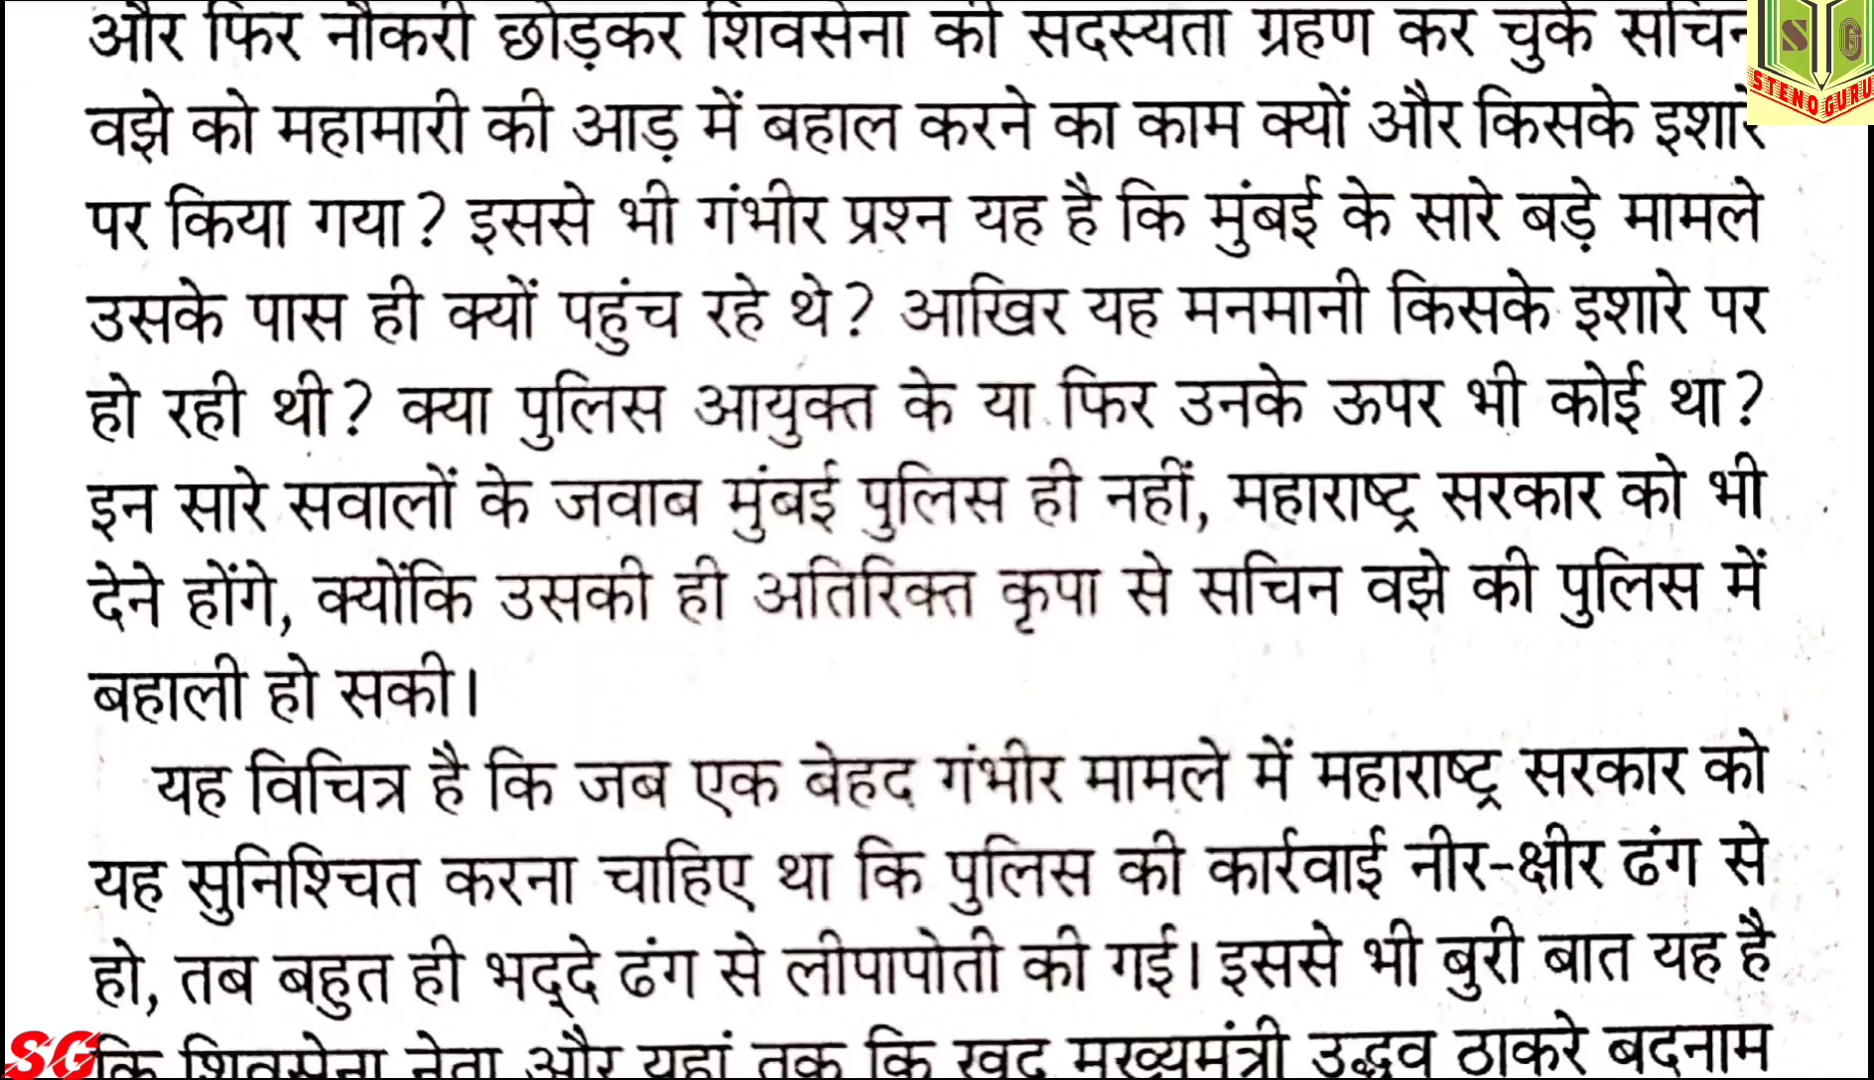 और फिर नौकरी छोड़कर शिवसेना की सदस्यता ग्रहण कर चुके सचिन
वझे को महामारी की आड़ में बहाल करने का काम क्यों और किसके इशारे
पर किया गया? इससे भी गंभीर प्रश्न यह है कि मुंबई के सारे बड़े मामले
उसके पास ही क्यों पहुंच रहे थे? आखिर यह मनमानी किसके इशारे पर
हो रही थी? क्या पुलिस आयुक्त के या फिर उनके ऊपर भी कोई था?
इन सारे सवालों के जवाब मुंबई पुलिस ही नहीं, महाराष्ट्र सरकार को भी
देने होंगे, क्योंकि उसकी ही अतिरिक्त कृपा से सचिन वझे की पुलिस में
बहाली हो सकी।
यह विचित्र है कि जब एक बेहद गंभीर मामले में महाराष्ट्र सरकार को
यह सुनिश्चित करना चाहिए था कि पुलिस की कार्रवाई नीर-क्षीर ढंग से
हो, तब बहुत ही भद्‌दे ढंग से लीपापोती की गई। इससे भी बुरी बात यह है
कि शिवसेना नेता और यहां तक कि खुद मुख्यमंत्री उद्धव ठाकरे बदनाम
S G
STENO GURU
SG